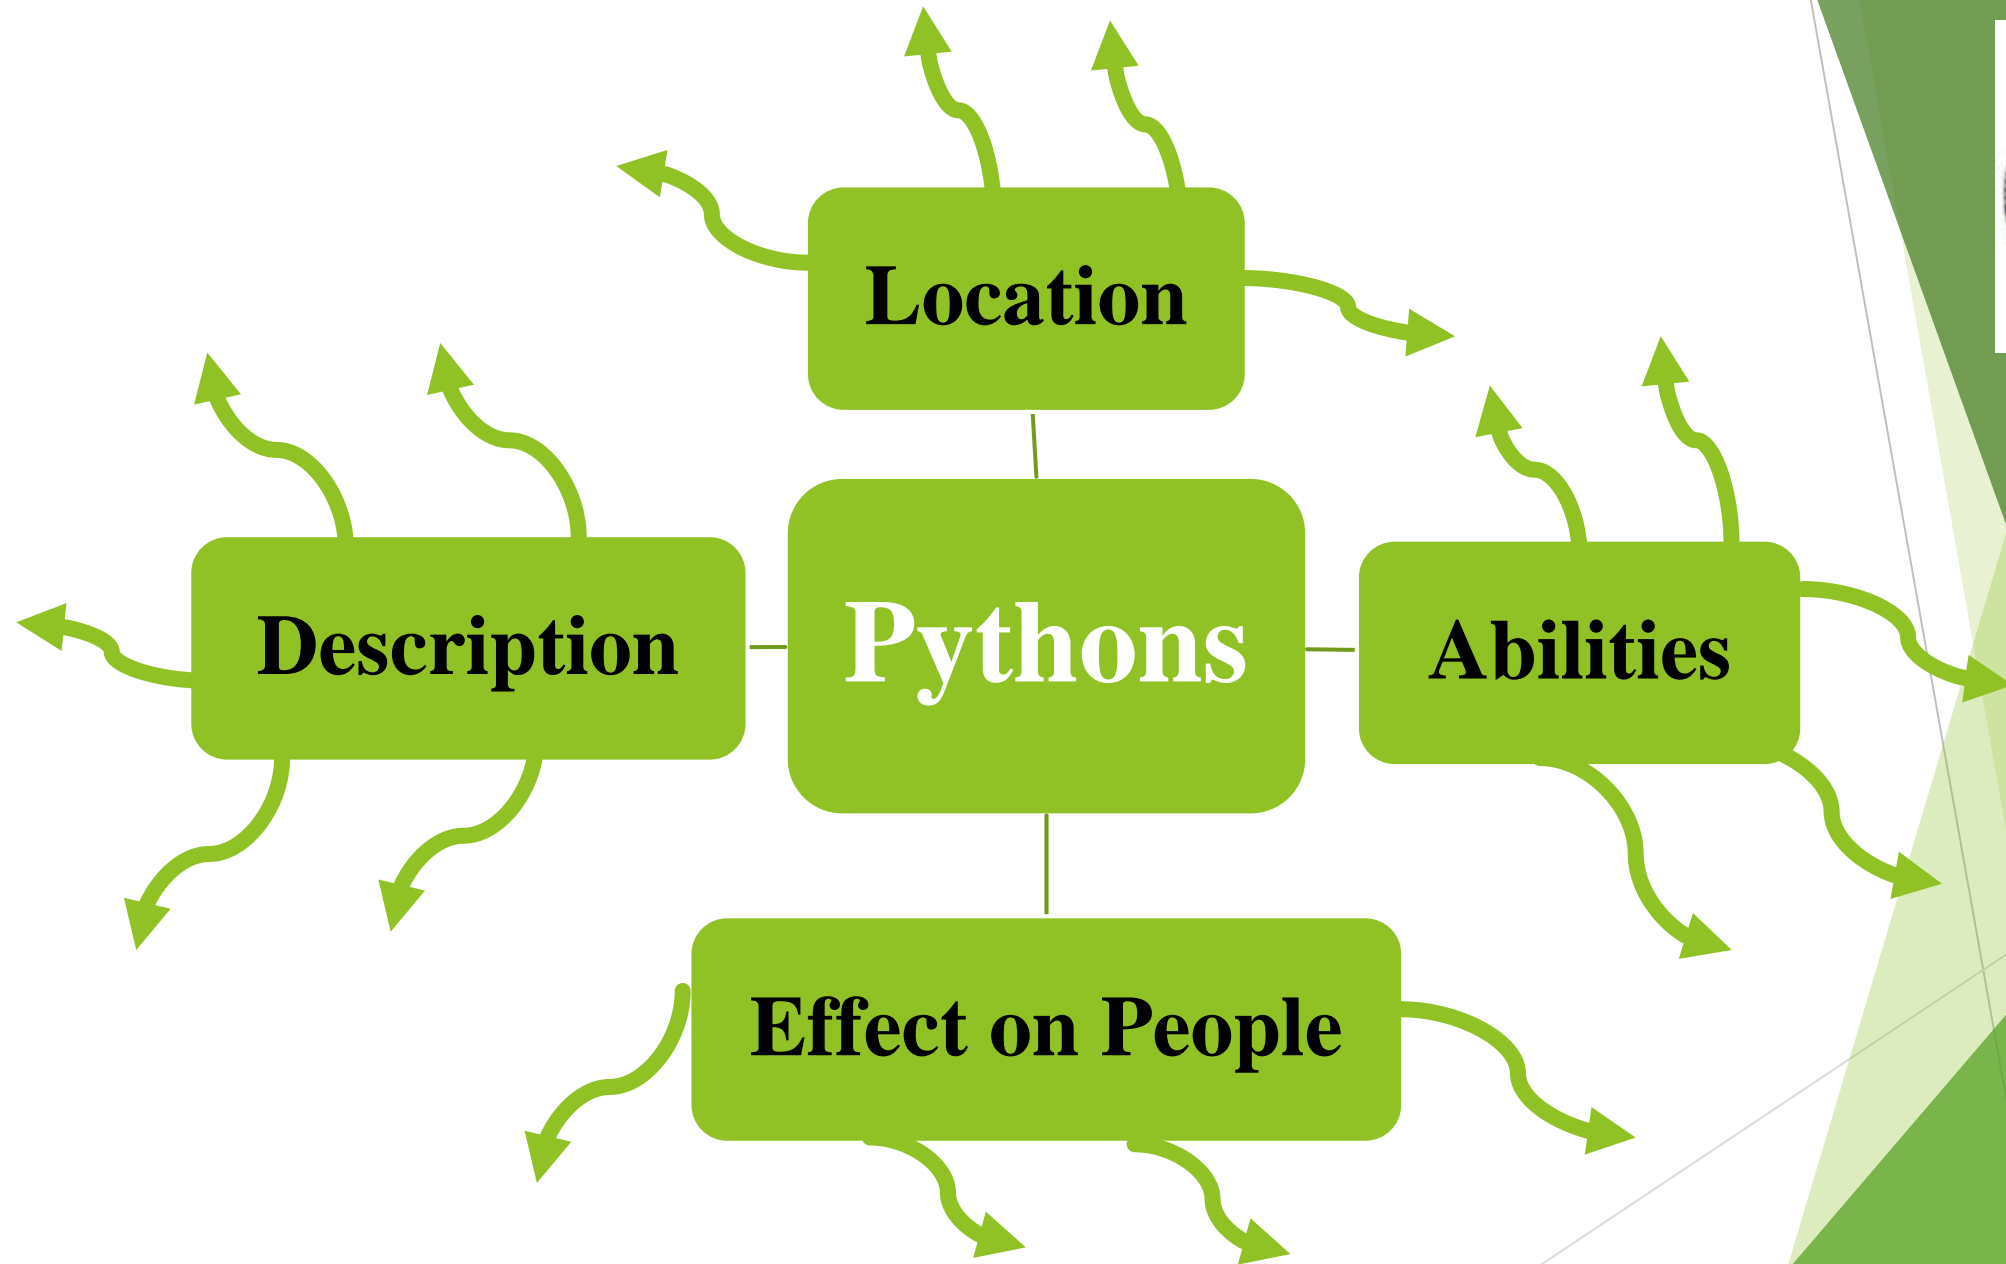 Location
Description
Pythons
Abilities
Effect on People